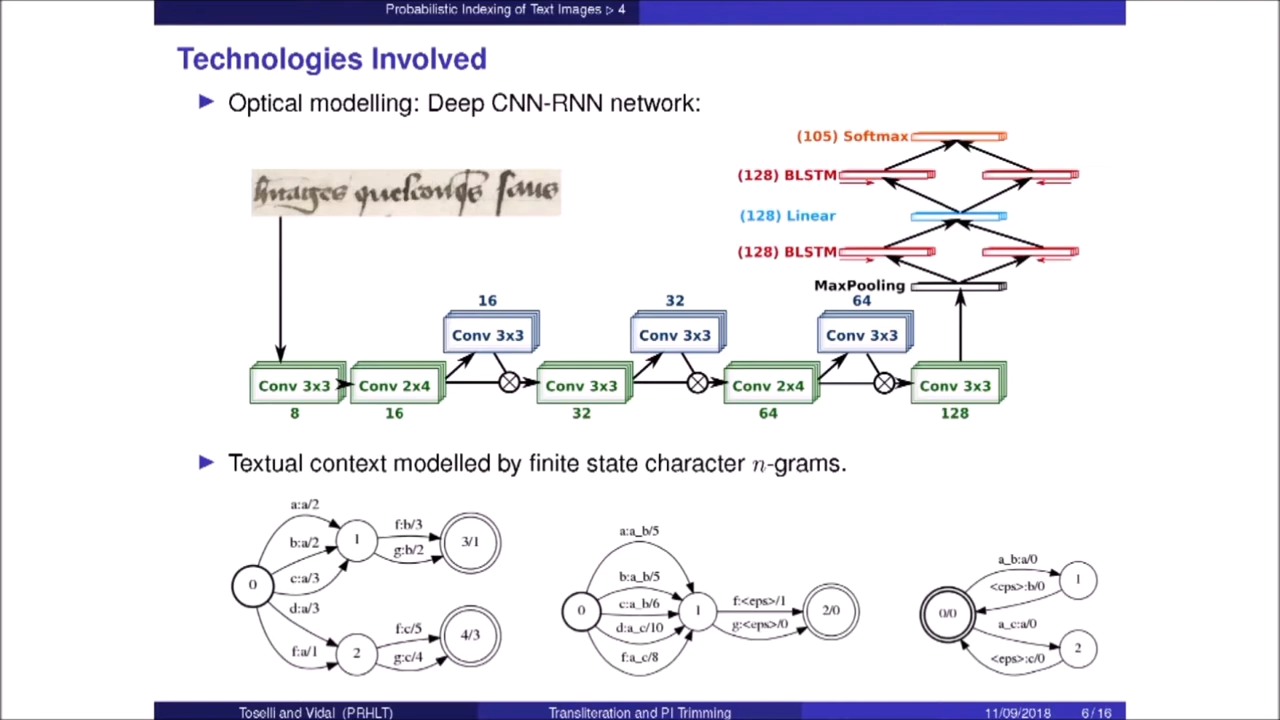 Probabilistic Indexing of Text Images ▷ 4
Technologies Involved
Optical modelling: Deep CNN-RNN network:
(105) Softmax
(128) BLSTM
(128) Linear
(128) BLSTM
MaxPooling
quelconqs sans
16 32 64
Conv 3x3 Conv 3x3 Conv 3x3
Conv 3x3 Conv 2x4 Conv 3x3 Conv 2x4 Conv 3x3
8 16 32 64 128
Textual context modelled by finite state character n-grams.
a:a/2
b:a/2
c:a/3
d:a/3
f:a/1
0
1
2
f:b/3
g:b/2
f:c/5
g:c/4
3/1
4/3
a:a_b/5
b:a_b/5
c:a_b/6
d:a_c/10
f:a_c/8
0
1
f:<eps>/1
g:<eps>/0
2/0
0/0
a_b:a/0
<eps>:b/0
a_c:a/0
<eps>:c/0
1
2
Toselli and Vidal (PRHLT) Transliteration and PI Trimming 11/09/2018 6 / 16